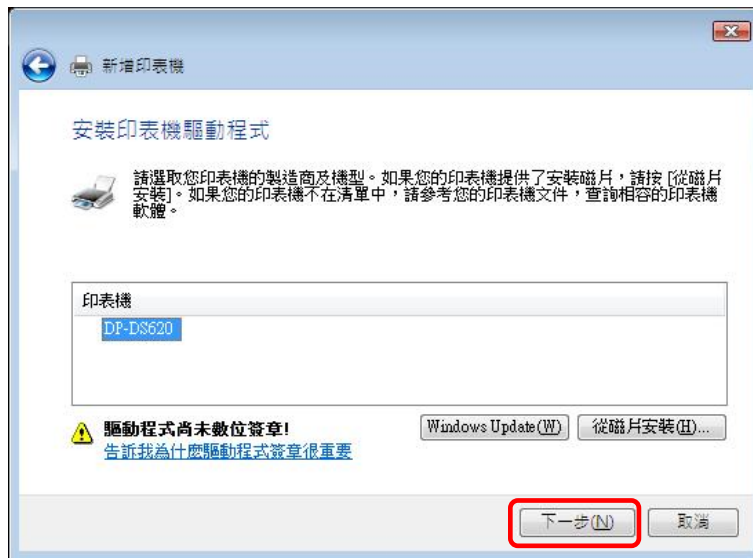 新增印表機
安裝印表機驅動程式
請選取您印表機的製造商及機型。如果您的印表機提供了安裝磁片，請按 [從磁片
安裝]。如果您的印表機不在清單中，請參考您的印表機文件，查詢相容的印表機
軟體。
印表機
DP-DS620
驅動程式尚未數位簽章!
告訴我為什麼驅動程式簽章很重要
Windows Update(W)
從磁片安裝(H)...
下一步(N)
取消